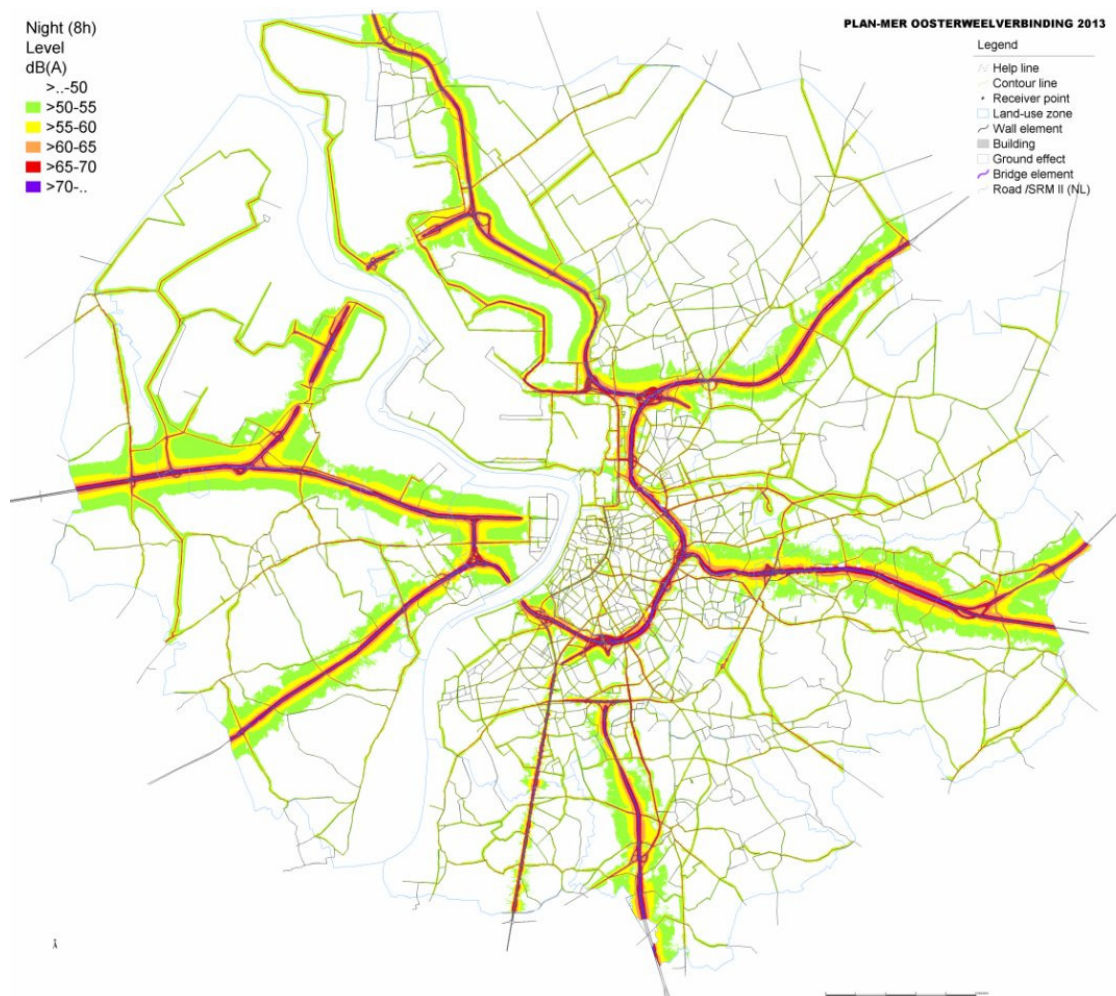 Night (8h)
Level
dB(A)
>..-50
>50-55
>55-60
>60-65
>65-70
>70-..
PLAN-MER OOSTERWEELVERBINDING 2013
Legend
Help line
Contour line
Receiver point
Land-use zone
Wall element
Building
Ground effect
Bridge element
Road /SRM II (NL)